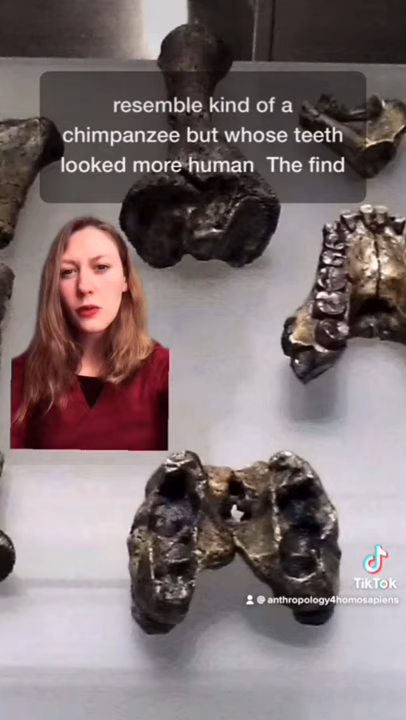 resemble kind of a
chimpanzee but whose teeth
looked more human The find
TikTok
@ anthropology4homosapiens